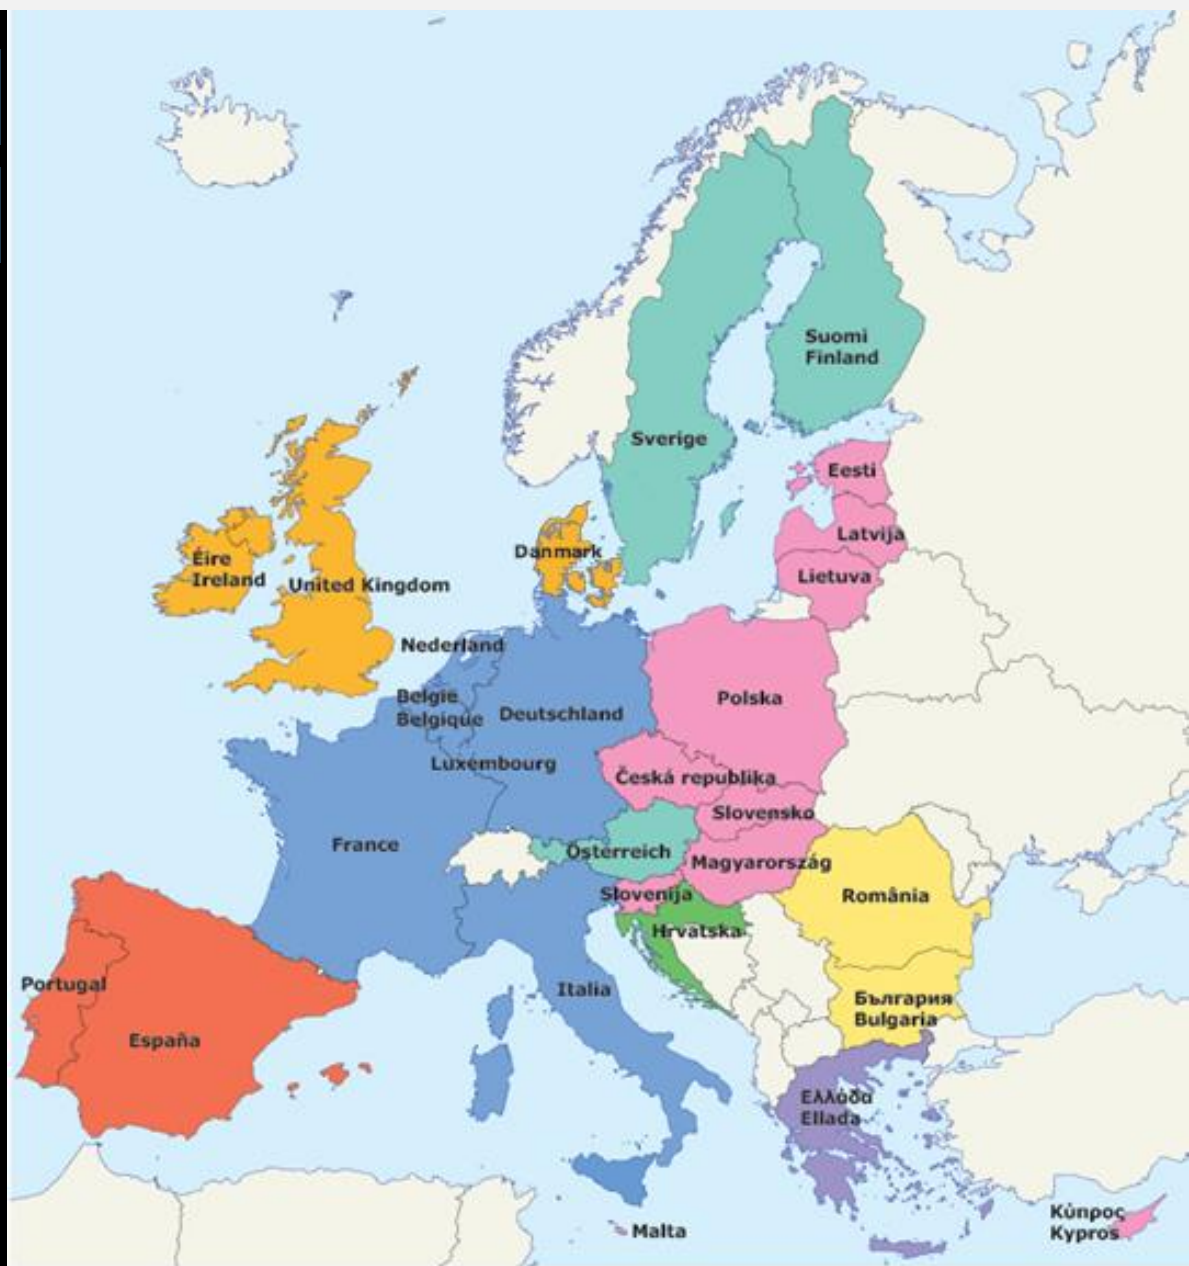 Suomi
Finland
Sverige
Eesti
Latvija
Lietuva
Danmark
Éire
Ireland
United Kingdom
Nederland
België
Belgique
Deutschland
Polska
Luxembourg
Česká republika
Slovensko
France
Österreich
Magyarország
Slovenija
România
Hrvatska
Portugal
Italia
България
Bulgaria
España
Ελλάδα
Ellada
Κύπρος
Kypros
Malta